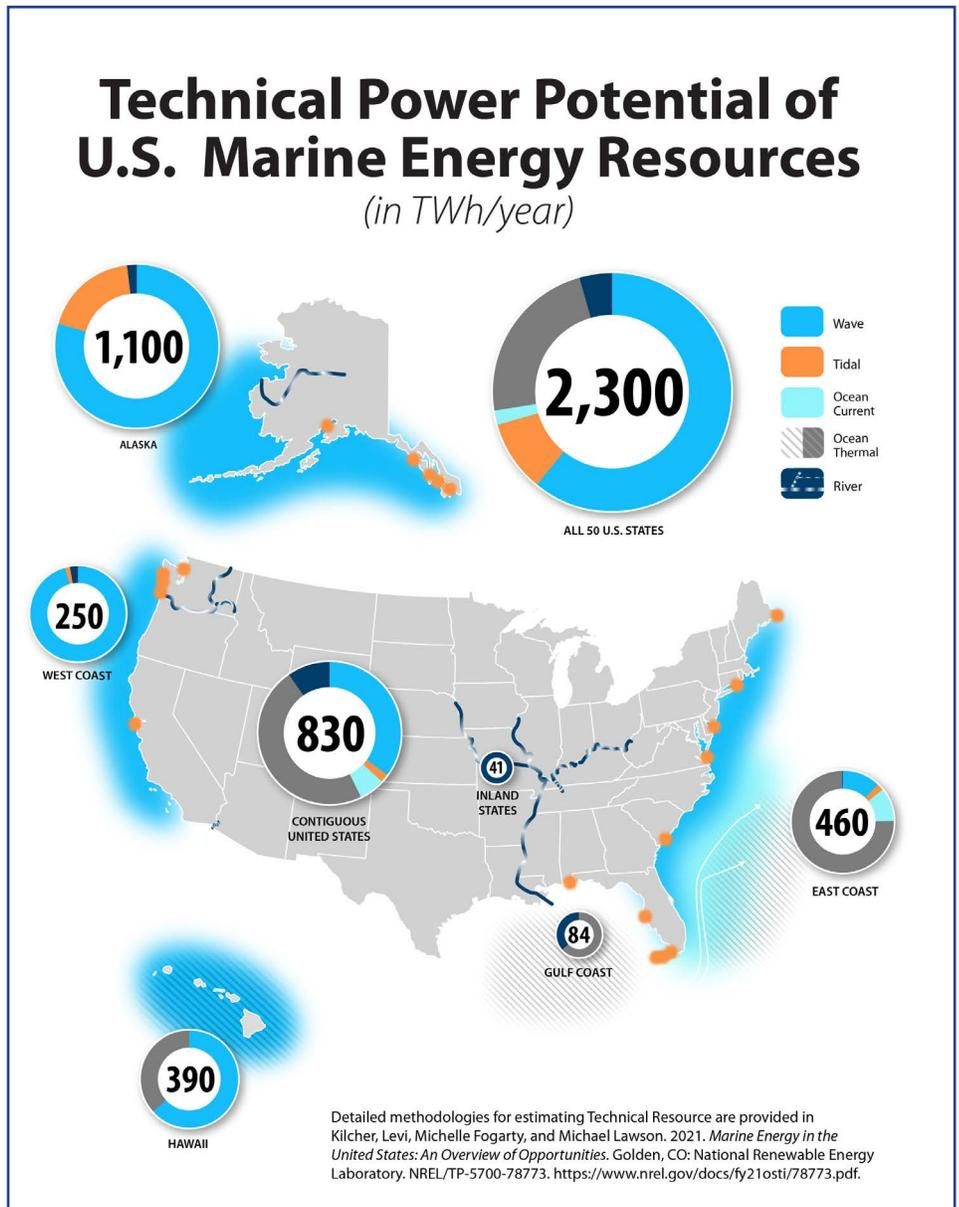 Technical Power Potential of
U.S. Marine Energy Resources
(in TWh/year)
1,100
ALASKA
2,300
ALL 50 U.S. STATES
Wave
Tidal
Ocean
Current
Ocean
Thermal
River
250
WEST COAST
830
CONTIGUOUS
UNITED STATES
41
INLAND
STATES
460
EAST COAST
84
GULF COAST
390
HAWAII
Detailed methodologies for estimating Technical Resource are provided in
Kilcher, Levi, Michelle Fogarty, and Michael Lawson. 2021. Marine Energy in the
United States: An Overview of Opportunities. Golden, CO: National Renewable Energy
Laboratory. NREL/TP-5700-78773. https://www.nrel.gov/docs/fy21osti/78773.pdf.